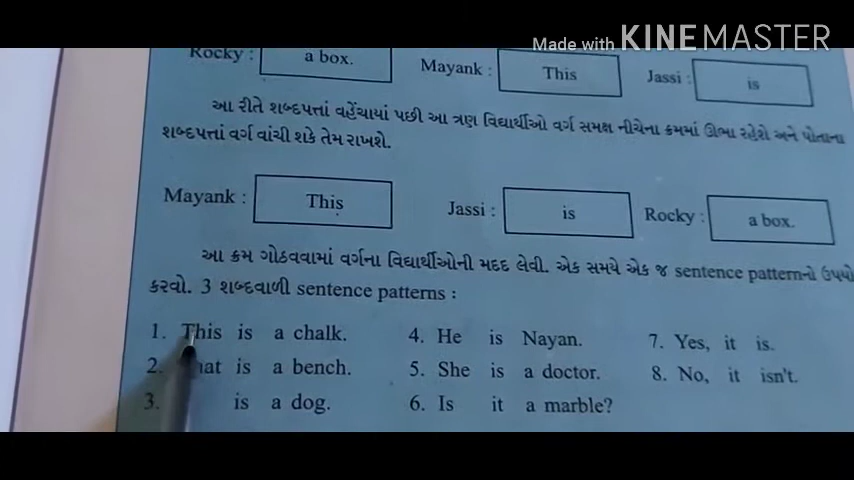 Made with KINEMASTER
Rocky : a box. Mayank : This Jassi : is
આ રીતે શબ્દપત્તાં વહેંચાયાં પછી આ ત્રણ વિદ્યાર્થીઓ વર્ગ સમક્ષ નીચેના ક્રમમાં ઊભા રહેશે અને પોતાના
શબ્દપત્તાં વર્ગ વાંચી શકે તેમ રાખશે.
Mayank : This Jassi : is Rocky : a box.
આ ક્રમ ગોઠવવામાં વર્ગના વિદ્યાર્થીઓની મદદ લેવી. એક સમયે એક જ sentence patternનો
કરવો. 3 શબ્દવાળી sentence patterns :
1. This is a chalk. 4. He is Nayan. 7. Yes, it is.
2. is a bench. 5. She is a doctor. 8. No, it isn't.
3. is a dog. 6. Is it a marble?